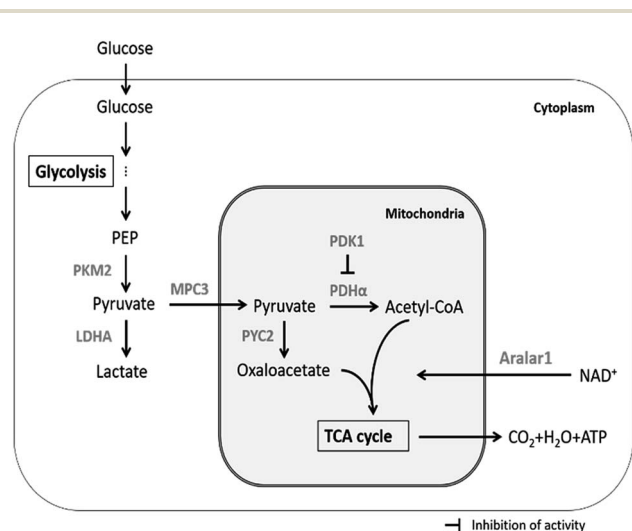 Glucose
Glucose
Cytoplasm
Glycolysis
Mitochondria
PEP
PDK1
PKM2
MPC3
PDHα
Pyruvate
Pyruvate
Acetyl-CoA
LDHA
PYC2
Aralar1
Lactate
Oxaloacetate
NAD⁺
TCA cycle
CO₂+H₂O+ATP
Inhibition of activity